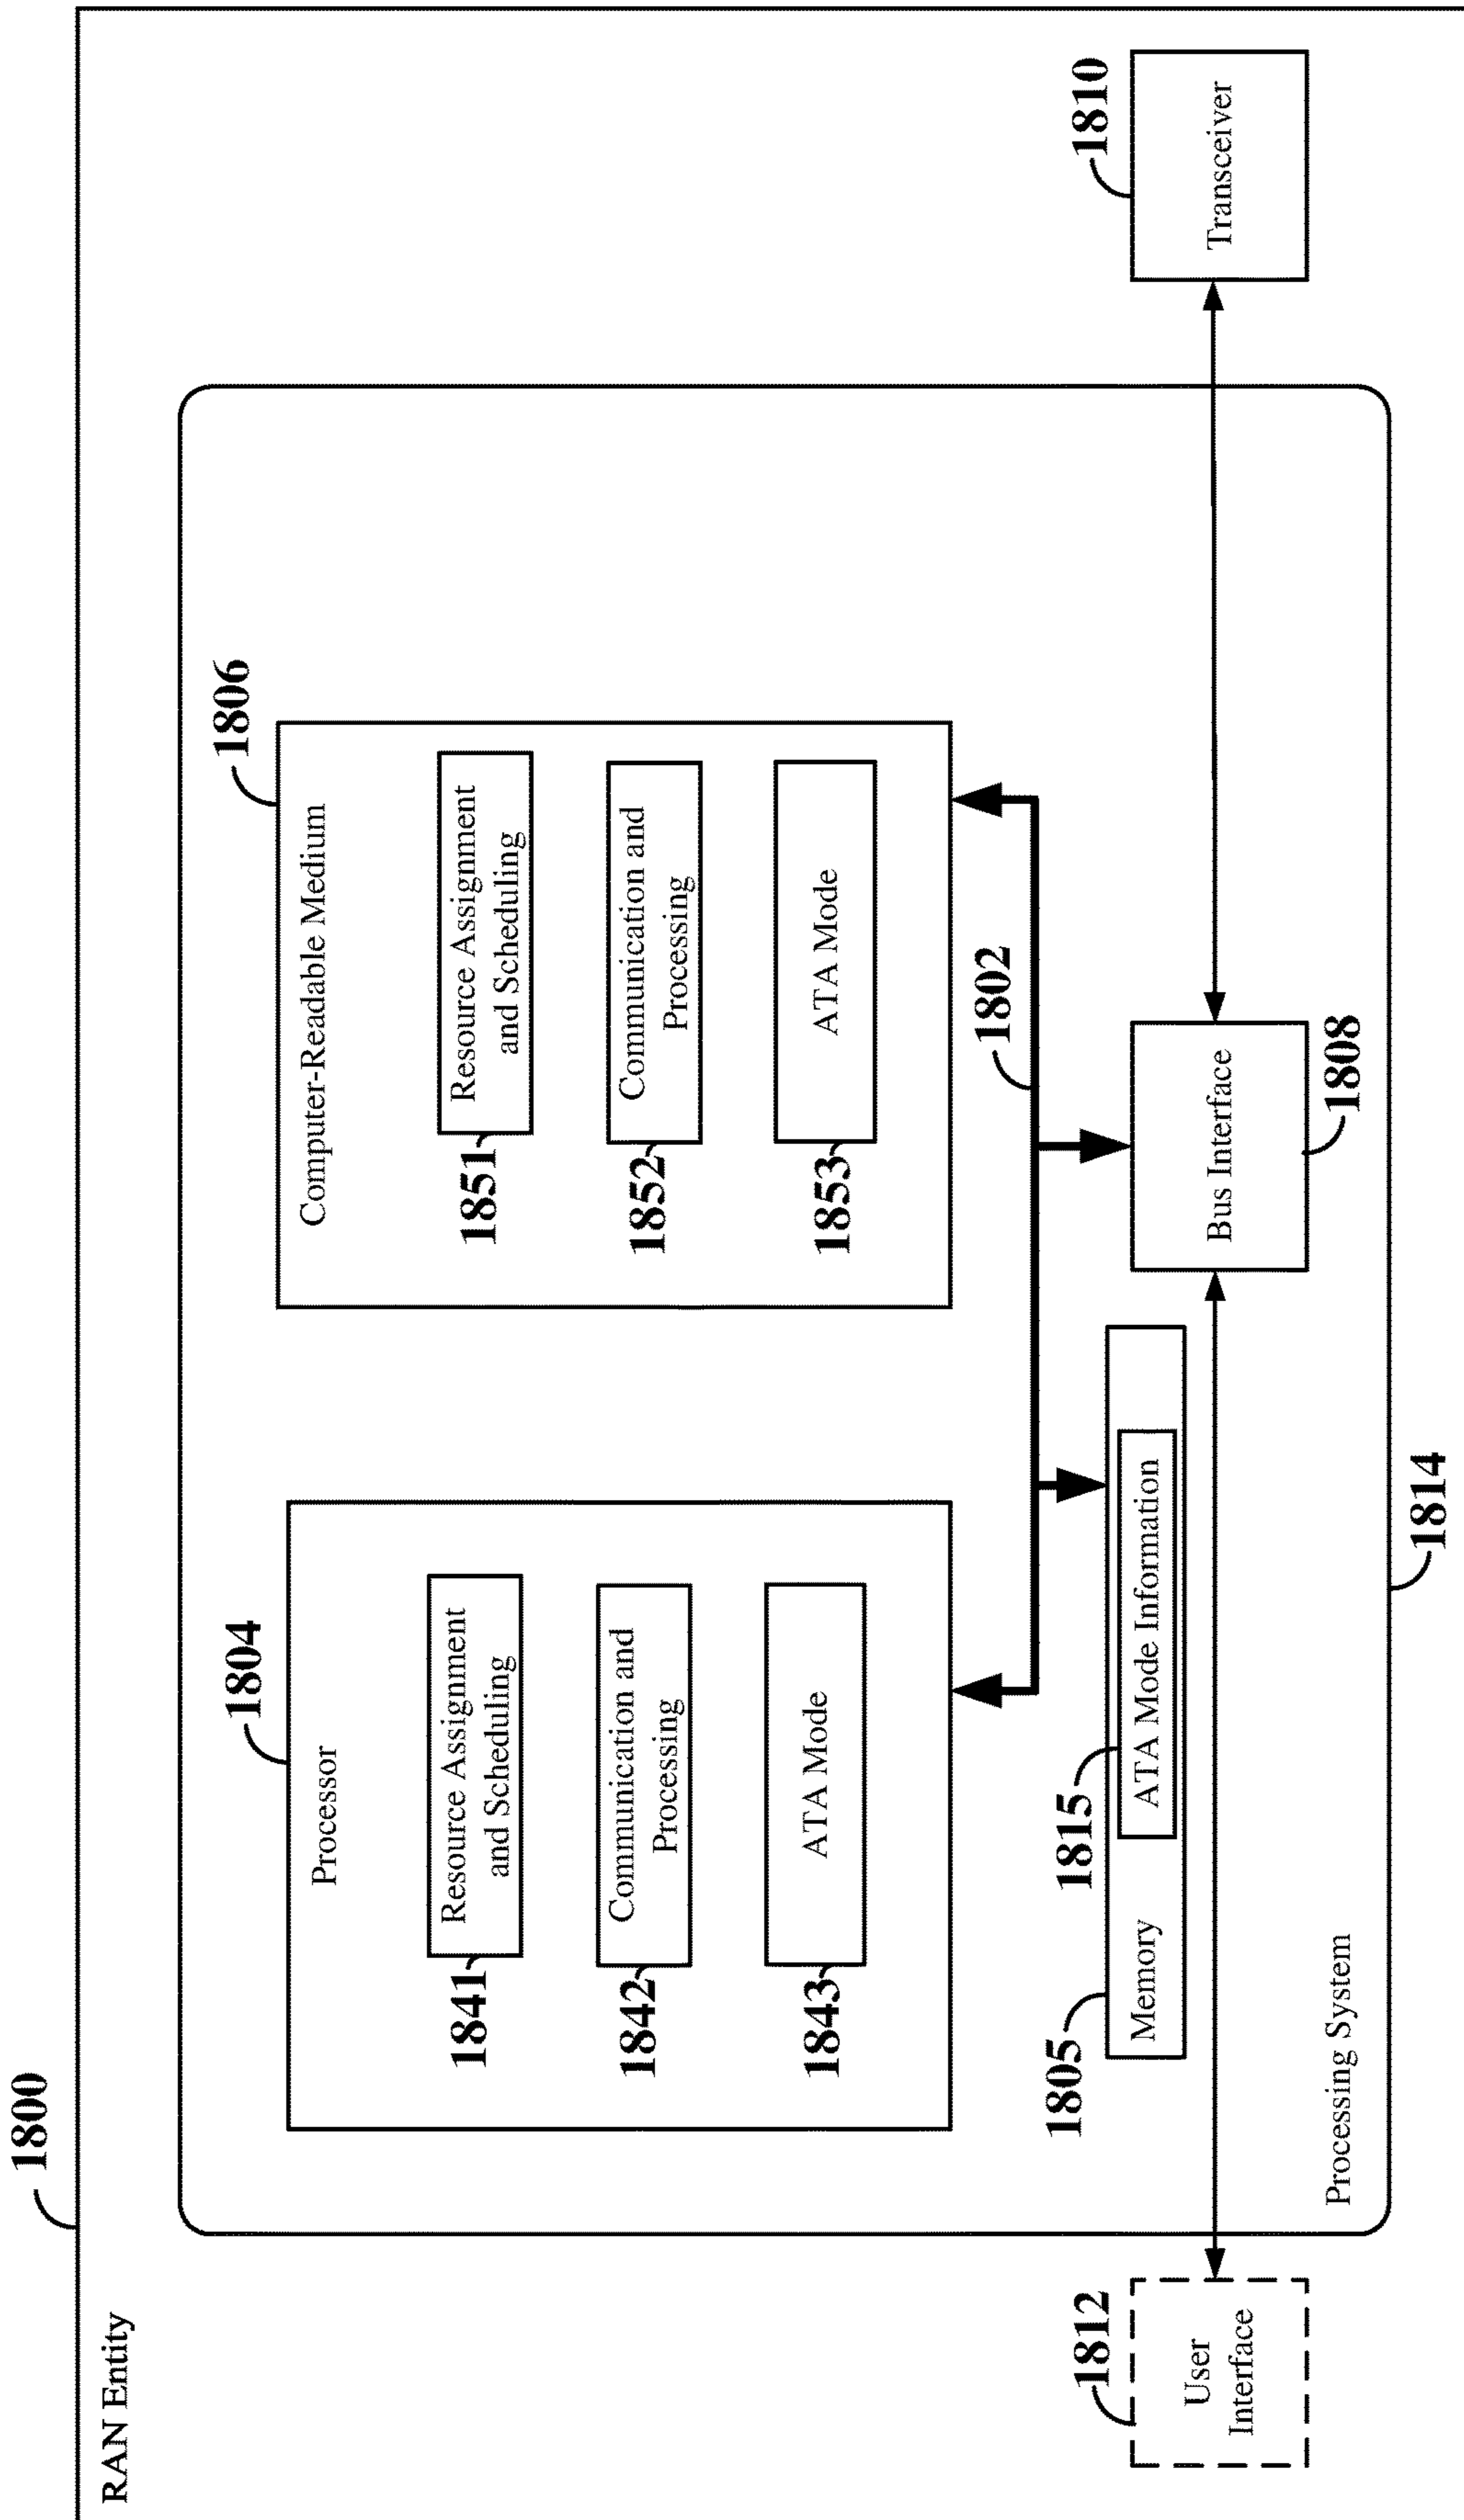 1800
RAN Entity
1804
Processor
1841
Resource Assignment
and Scheduling
1842
Communication and
Processing
1843
ATA Mode
1806
Computer-Readable Medium
1851
Resource Assignment
and Scheduling
1852
Communication and
Processing
1853
ATA Mode
1802
1805
Memory
1815
ATA Mode Information
1812
User
Interface
Bus Interface
1808
1810
Transceiver
Processing System
1814